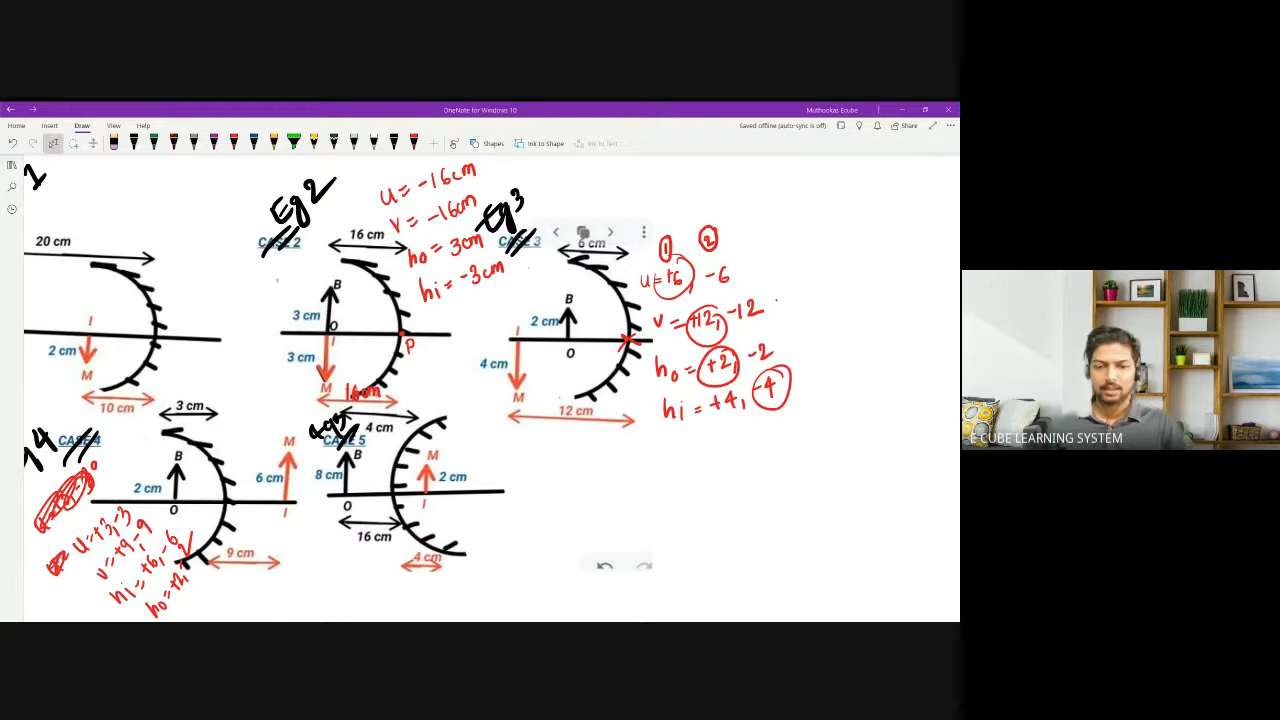 OneNote for Windows 10
Muthookas Ecube
Home Insert Draw View Help
Saved offline (auto-sync is off)
Share
Shapes
Ink to Shape
Ink to Text
1
20 cm
I
2 cm
M
10 cm
Eg2
CASE 2
16 cm
B
3 cm
O
I
3 cm
M
P
16cm
u = -16cm
v = -16cm
ho = 3cm
hi = -3cm
Eg3
CASE 3
6 cm
B
2 cm
I
O
4 cm
M
12 cm
1 2
u = +6, -6
v = +12, -12
ho = +2, -2
hi = +4, -4
CASE 4
3 cm
B
2 cm
O
M
6 cm
I
9 cm
u = +3, -3
v = +9, -9
hi = +6, -6
CASE 5
4 cm
B
8 cm
O
M
2 cm
I
16 cm
4 cm
E CUBE LEARNING SYSTEM